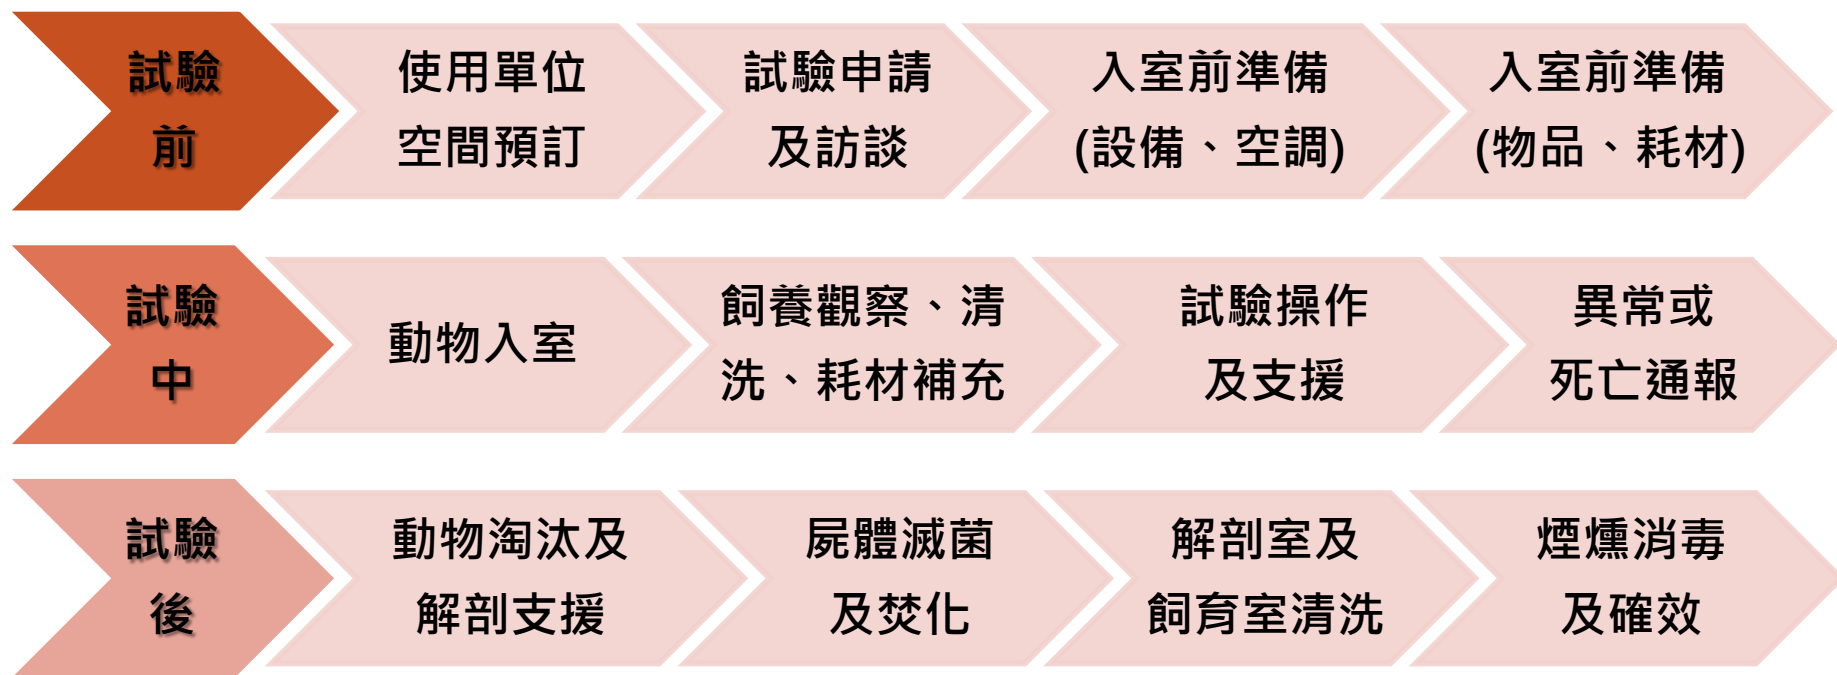 試驗
前
使用單位
空間預訂
試驗申請
及訪談
入室前準備
(設備、空調)
入室前準備
(物品、耗材)
試驗
中
動物入室
飼養觀察、清
洗、耗材補充
試驗操作
及支援
異常或
死亡通報
試驗
後
動物淘汰及
解剖支援
屍體滅菌
及焚化
解剖室及
飼育室清洗
煙燻消毒
及確效